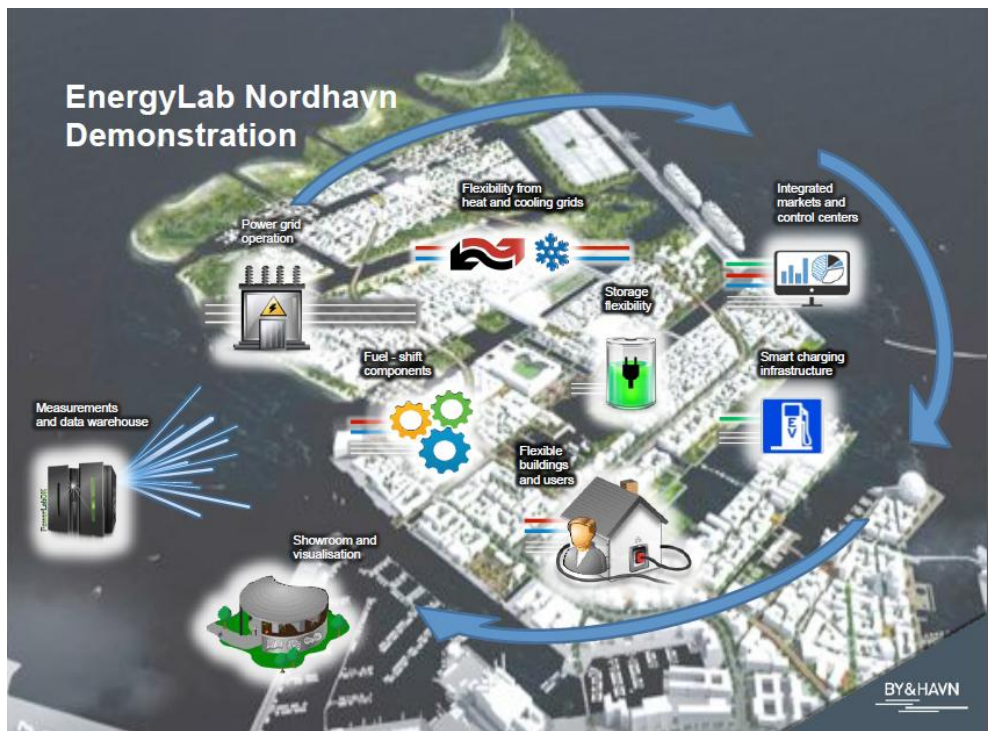 EnergyLab Nordhavn
Demonstration
Power grid
operation
Flexibility from
heat and cooling grids
Integrated
markets and
control centers
Storage
flexibility
Fuel - shift
components
Smart charging
infrastructure
EV
Measurements
and data warehouse
PowerLabDK
Flexible
buildings
and users
Showroom and
visualisation
BY&HAVN